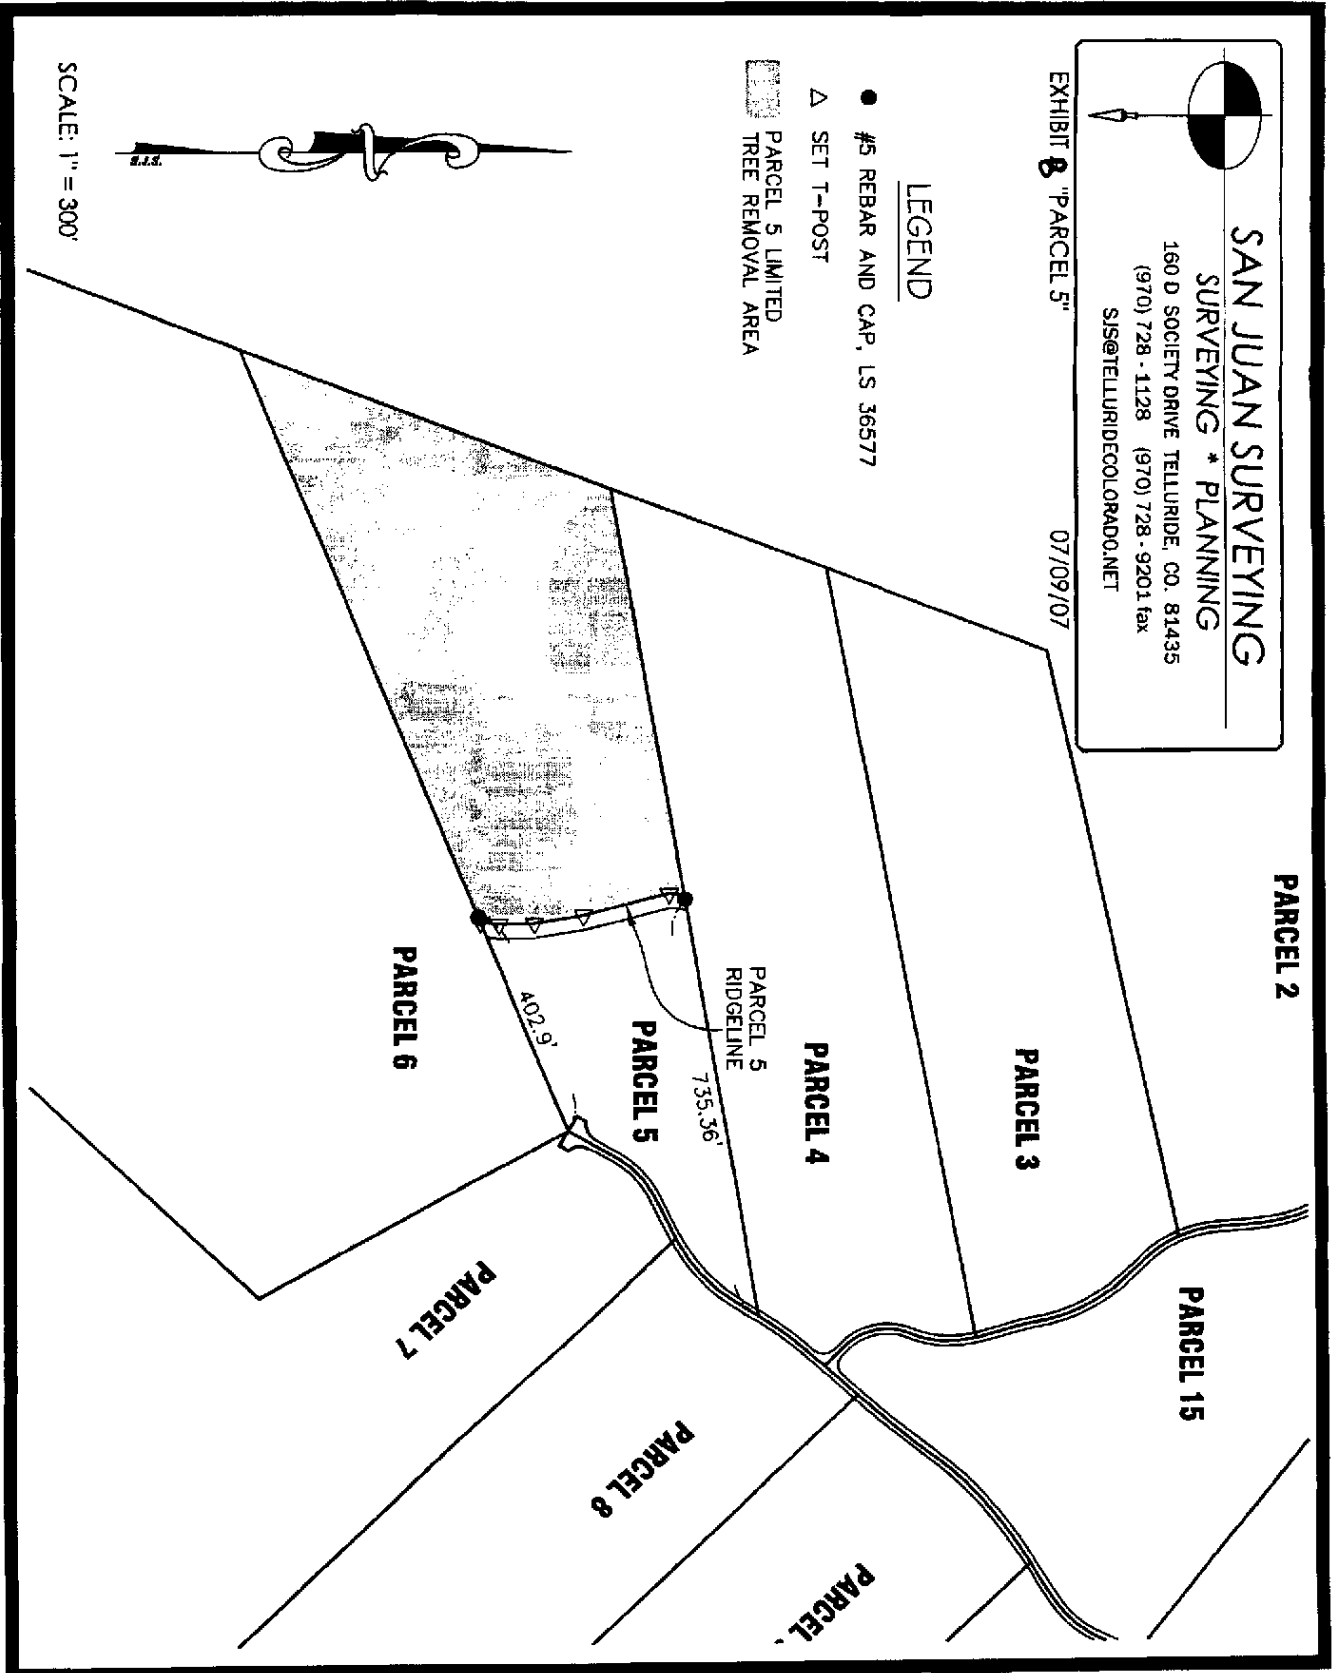 SAN JUAN SURVEYING
SURVEYING * PLANNING
160 D SOCIETY DRIVE TELLURIDE, CO. 81435
(970) 728 - 1128 (970) 728 - 9201 fax
SJS@TELLURIDECOLORADO.NET
EXHIBIT B "PARCEL 5" 07/09/07
LEGEND
#5 REBAR AND CAP, LS 36577
SET T-POST
PARCEL 5 LIMITED
TREE REMOVAL AREA
S.J.S.
SCALE: 1" = 300'
PARCEL 2
PARCEL 15
PARCEL 3
PARCEL 4
PARCEL 5
RIDGELINE
735.36'
PARCEL 5
402.9'
PARCEL 6
PARCEL 7
PARCEL 8
PARCEL